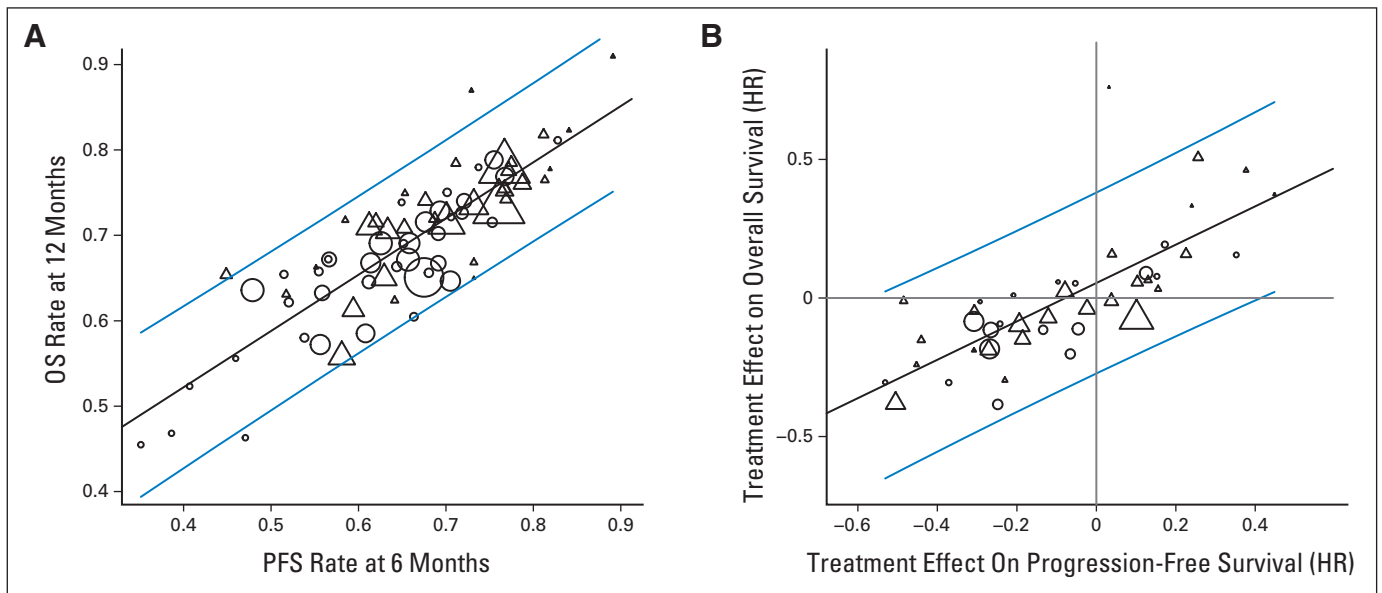 A
OS Rate at 12 Months
0.9
0.8
0.7
0.6
0.5
0.4
0.4 0.5 0.6 0.7 0.8 0.9
PFS Rate at 6 Months
B
Treatment Effect on Overall Survival (HR)
0.5
0
−0.5
−0.6 −0.4 −0.2 0 0.2 0.4
Treatment Effect On Progression-Free Survival (HR)